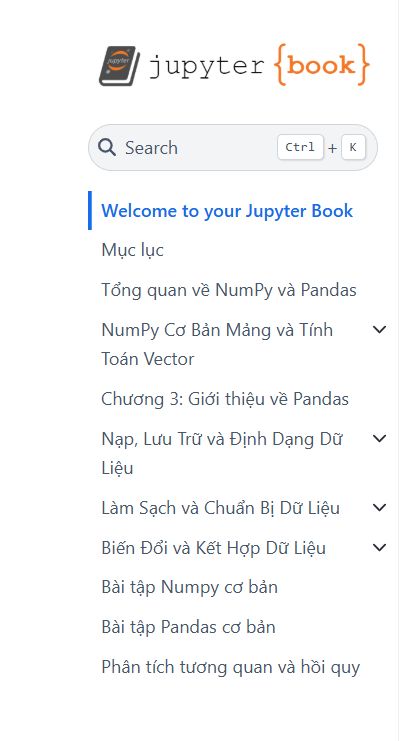 jupyter
jupyter {book}
Search Ctrl + K
Welcome to your Jupyter Book
Mục lục
Tổng quan về NumPy và Pandas
NumPy Cơ Bản Mảng và Tính
Toán Vector
Chương 3: Giới thiệu về Pandas
Nạp, Lưu Trữ và Định Dạng Dữ
Liệu
Làm Sạch và Chuẩn Bị Dữ Liệu
Biến Đổi và Kết Hợp Dữ Liệu
Bài tập Numpy cơ bản
Bài tập Pandas cơ bản
Phân tích tương quan và hồi quy